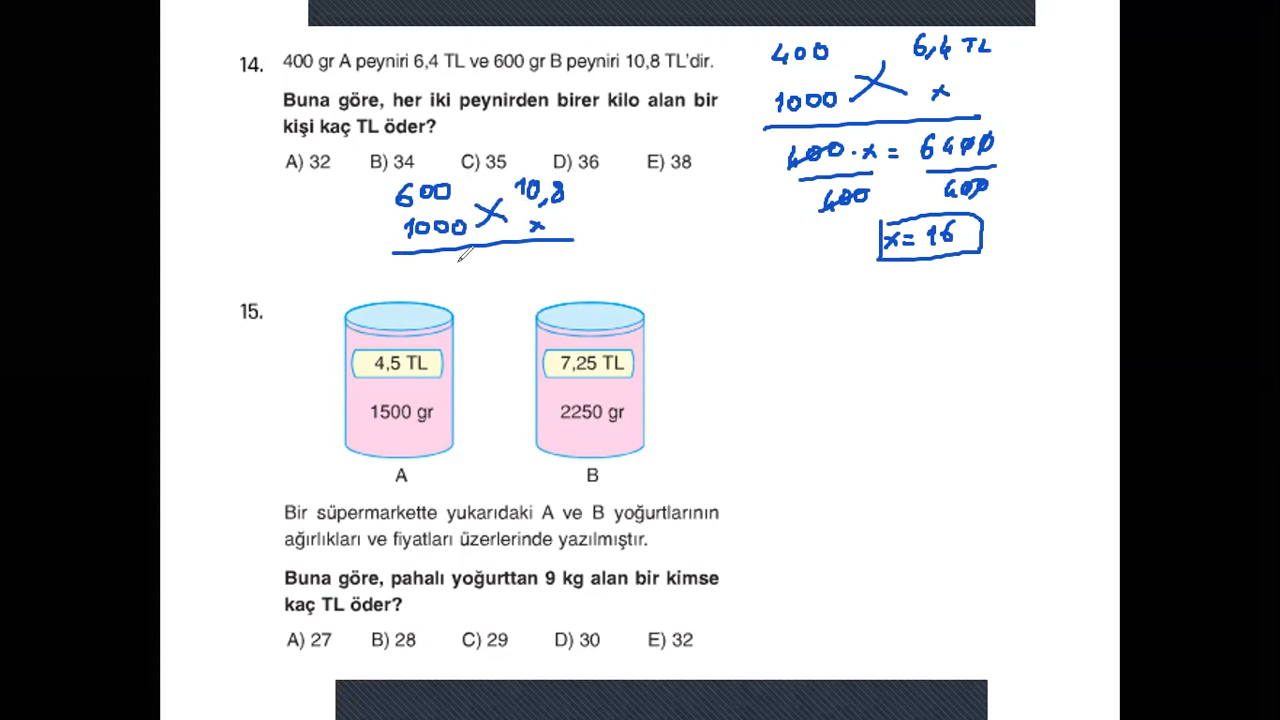 14. 400 gr A peyniri 6,4 TL ve 600 gr B peyniri 10,8 TL'dir.
Buna göre, her iki peynirden birer kilo alan bir
kişi kaç TL öder?
A) 32 B) 34 C) 35 D) 36 E) 38
600 10,8
1000 x
400 6,4 TL
1000 x
400 · x = 6400
400 400
x = 16
15.
4,5 TL 7,25 TL
1500 gr 2250 gr
A B
Bir süpermarkette yukarıdaki A ve B yoğurtlarının
ağırlıkları ve fiyatları üzerlerinde yazılmıştır.
Buna göre, pahalı yoğurttan 9 kg alan bir kimse
kaç TL öder?
A) 27 B) 28 C) 29 D) 30 E) 32